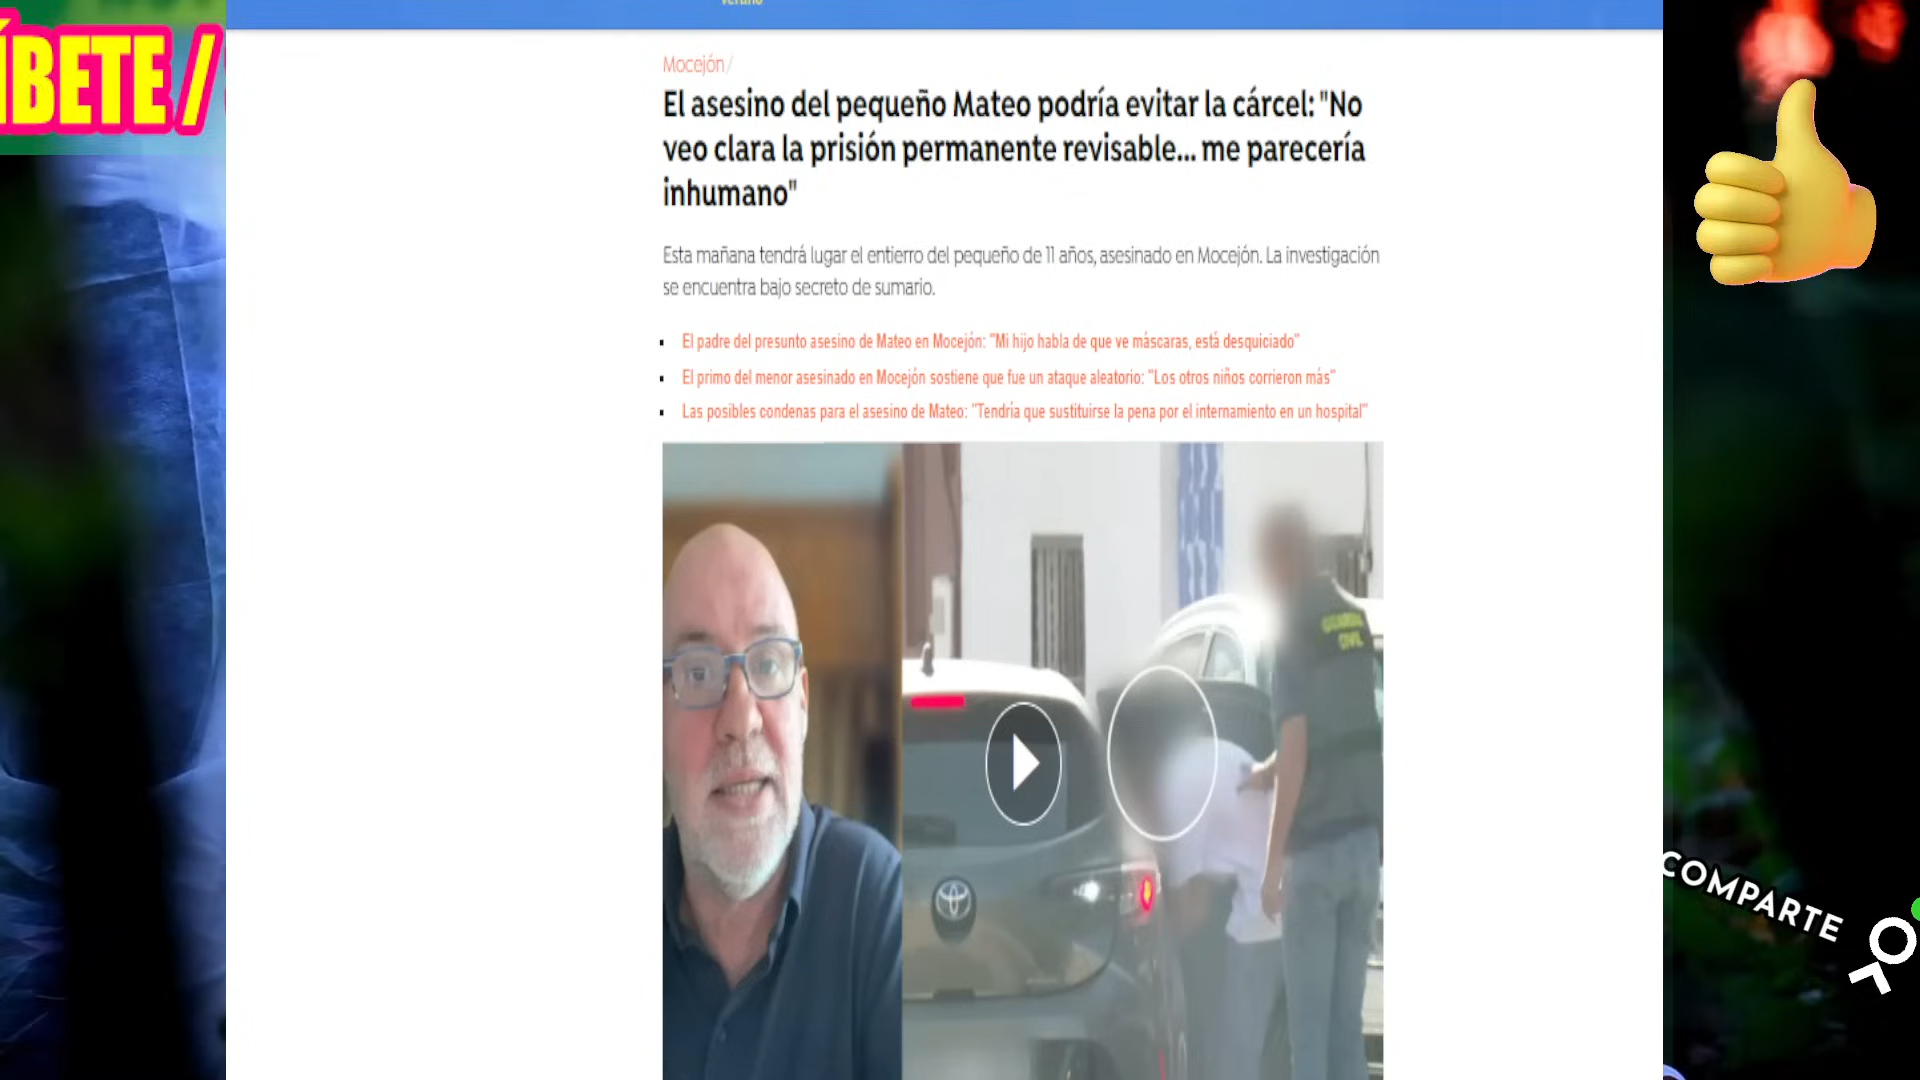 ÍBETE /
verano
Mocejón/
El asesino del pequeño Mateo podría evitar la cárcel: "No
veo clara la prisión permanente revisable... me parecería
inhumano"
Esta mañana tendrá lugar el entierro del pequeño de 11 años, asesinado en Mocejón. La investigación
se encuentra bajo secreto de sumario.
El padre del presunto asesino de Mateo en Mocejón: "Mi hijo habla de que ve máscaras, está desquiciado"
El primo del menor asesinado en Mocejón sostiene que fue un ataque aleatorio: "Los otros niños corrieron más"
Las posibles condenas para el asesino de Mateo: "Tendría que sustituirse la pena por el internamiento en un hospital"
GUARDIA
CIVIL
COMPARTE